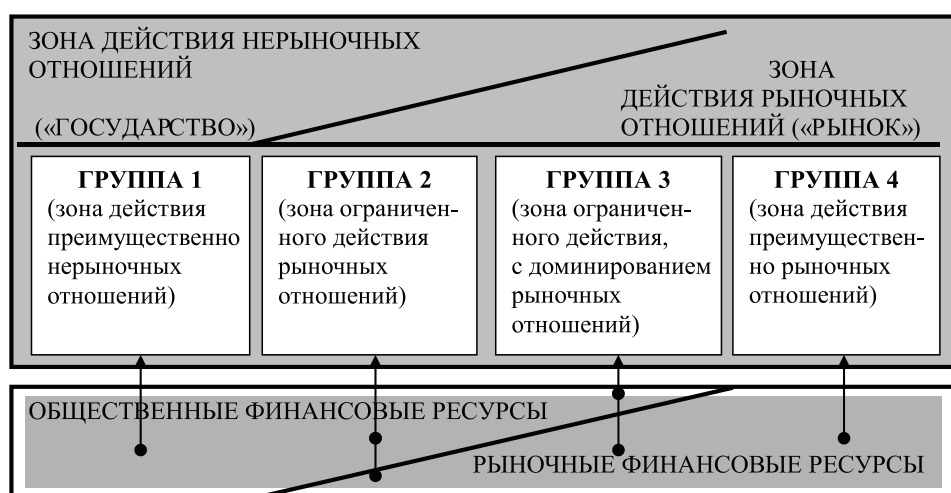 ЗОНА ДЕЙСТВИЯ НЕРЫНОЧНЫХ
ОТНОШЕНИЙ
(«ГОСУДАРСТВО»)
ЗОНА
ДЕЙСТВИЯ РЫНОЧНЫХ
ОТНОШЕНИЙ («РЫНОК»)
ГРУППА 1
(зона действия
преимущественно
нерыночных
отношений)
ГРУППА 2
(зона ограничен-
ного действия
рыночных
отношений)
ГРУППА 3
(зона ограничен-
ного действия,
с доминированием
рыночных
отношений)
ГРУППА 4
(зона действия
преимуществен-
но рыночных
отношений)
ОБЩЕСТВЕННЫЕ ФИНАНСОВЫЕ РЕСУРСЫ
РЫНОЧНЫЕ ФИНАНСОВЫЕ РЕСУРСЫ